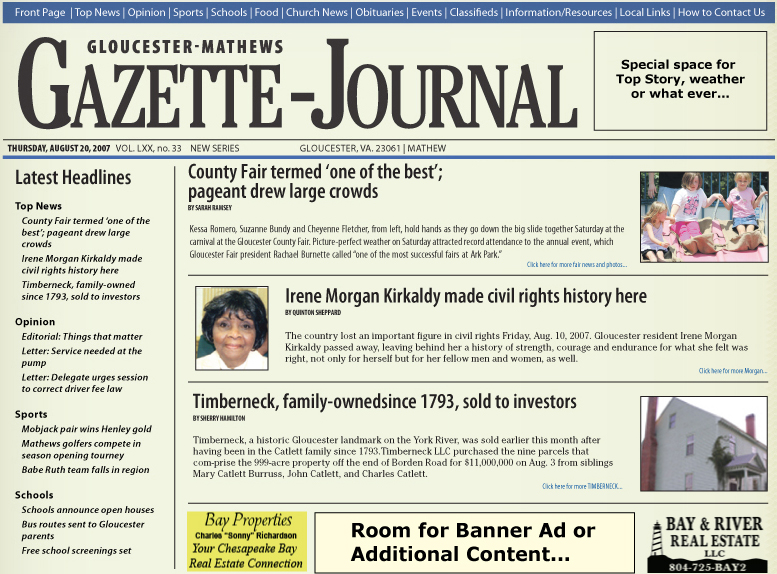 Front Page | Top News | Opinion | Sports | Schools | Food | Church News | Obituaries | Events | Classifieds | Information/Resources | Local Links | How to Contact Us
GLOUCESTER-MATHEWS
GAZETTE-JOURNAL
Special space for
Top Story, weather
or what ever...
THURSDAY, AUGUST 20, 2007 VOL. LXX, no. 33 NEW SERIES GLOUCESTER, VA. 23061 | MATHEW
Latest Headlines
Top News
County Fair termed ‘one of the
best’; pageant drew large
crowds
Irene Morgan Kirkaldy made
civil rights history here
Timberneck, family-owned
since 1793, sold to investors
Opinion
Editorial: Things that matter
Letter: Service needed at the
pump
Letter: Delegate urges session
to correct driver fee law
Sports
Mobjack pair wins Henley gold
Mathews golfers compete in
season opening tourney
Babe Ruth team falls in region
Schools
Schools announce open houses
Bus routes sent to Gloucester
parents
Free school screenings set
County Fair termed ‘one of the best’;
pageant drew large crowds
BY SARAH RAMSEY
Kessa Romero, Suzanne Bundy and Cheyenne Fletcher, from left, hold hands as they go down the big slide together Saturday at the
carnival at the Gloucester County Fair. Picture-perfect weather on Saturday attracted record attendance to the annual event, which
Gloucester Fair president Rachael Burnette called “one of the most successful fairs at Ark Park.”
Click here for more fair news and photos...
Irene Morgan Kirkaldy made civil rights history here
BY QUINTON SHEPPARD
The country lost an important figure in civil rights Friday, Aug. 10, 2007. Gloucester resident Irene Morgan
Kirkaldy passed away, leaving behind her a history of strength, courage and endurance for what she felt was
right, not only for herself but for her fellow men and women, as well.
Click here for more Morgan...
Timberneck, family-ownedsince 1793, sold to investors
BY SHERRY HAMILTON
Timberneck, a historic Gloucester landmark on the York River, was sold earlier this month after
having been in the Catlett family since 1793.Timberneck LLC purchased the nine parcels that
com-prise the 999-acre property off the end of Borden Road for $11,000,000 on Aug. 3 from siblings
Mary Catlett Burruss, John Catlett, and Charles Catlett.
Click here for more TIMBERNECK...
Bay Properties
Charles "Sonny" Richardson
Your Chesapeake Bay
Real Estate Connection
Room for Banner Ad or
Additional Content...
BAY & RIVER
REAL ESTATE
LLC
804-725-BAY2